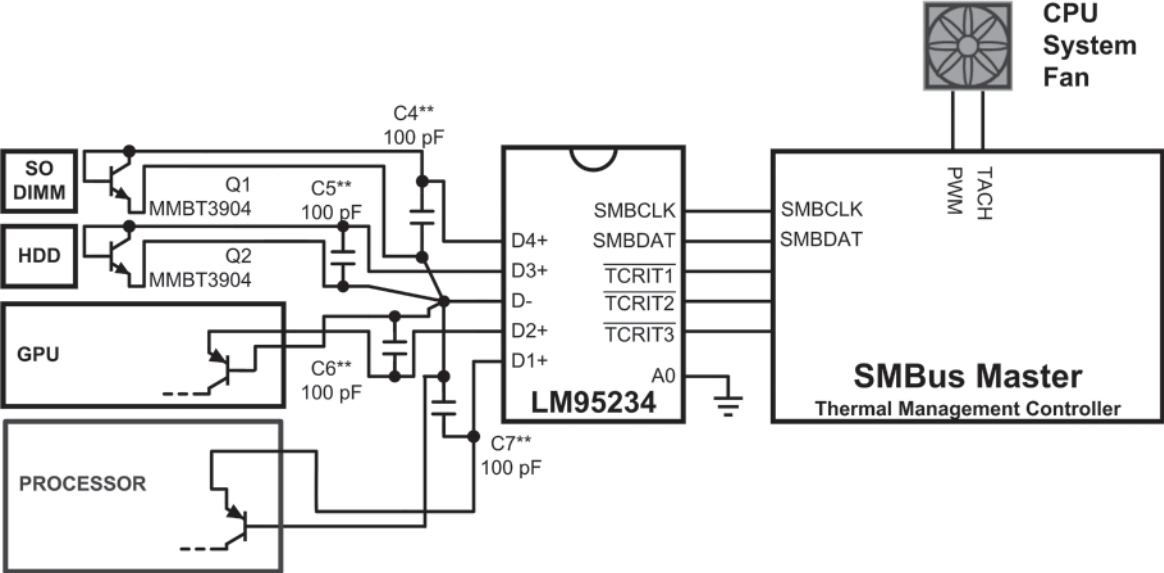 CPU
System
Fan
C4**
100 pF
SO
DIMM
Q1
MMBT3904
C5**
100 pF
HDD
Q2
MMBT3904
GPU
C6**
100 pF
PROCESSOR
C7**
100 pF
D4+
D3+
D-
D2+
D1+
SMBCLK
SMBDAT
TCRIT1
TCRIT2
TCRIT3
A0
LM95234
PWM
TACH
SMBCLK
SMBDAT
SMBus Master
Thermal Management Controller